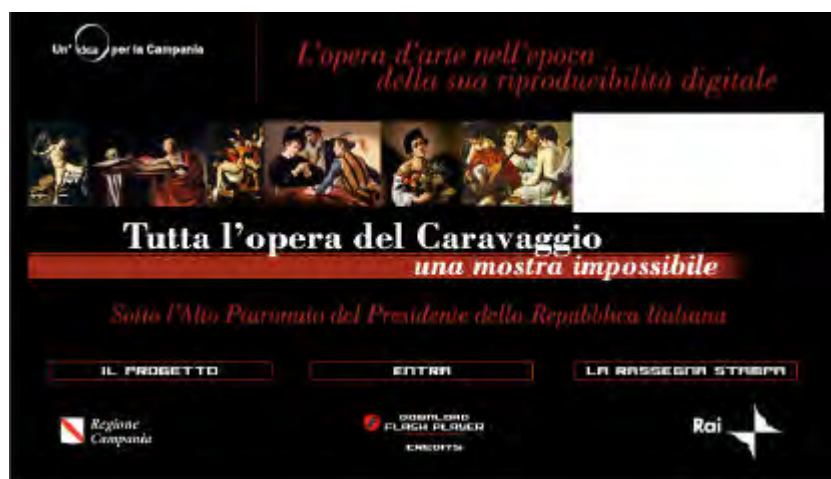 Un' idea per la Campania
L'opera d'arte nell'epoca
della sua riproducibilità digitale
Tutta l'opera del Caravaggio
una mostra impossibile
Sotto l'Alto Patronato del Presidente della Repubblica Italiana
IL PROGETTO
ENTRA
LA RASSEGNA STAMPA
Regione
Campania
DOWNLOAD
FLASH PLAYER
CREDITS
Rai